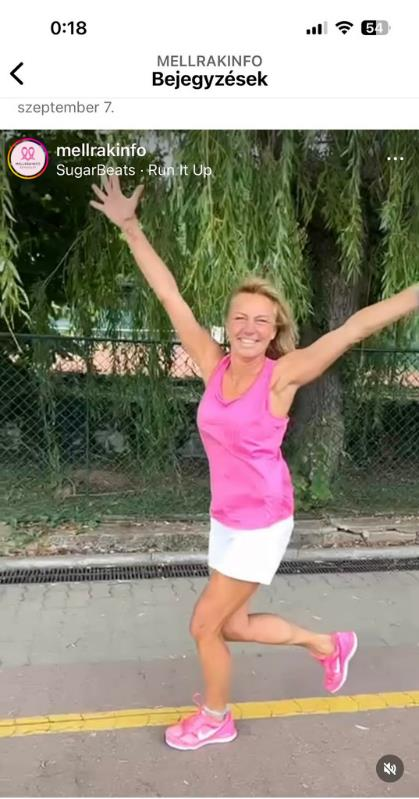 0:18
54
MELLRAKINFO
Bejegyzések
szeptember 7.
mellrakinfo
SugarBeats · Run It Up